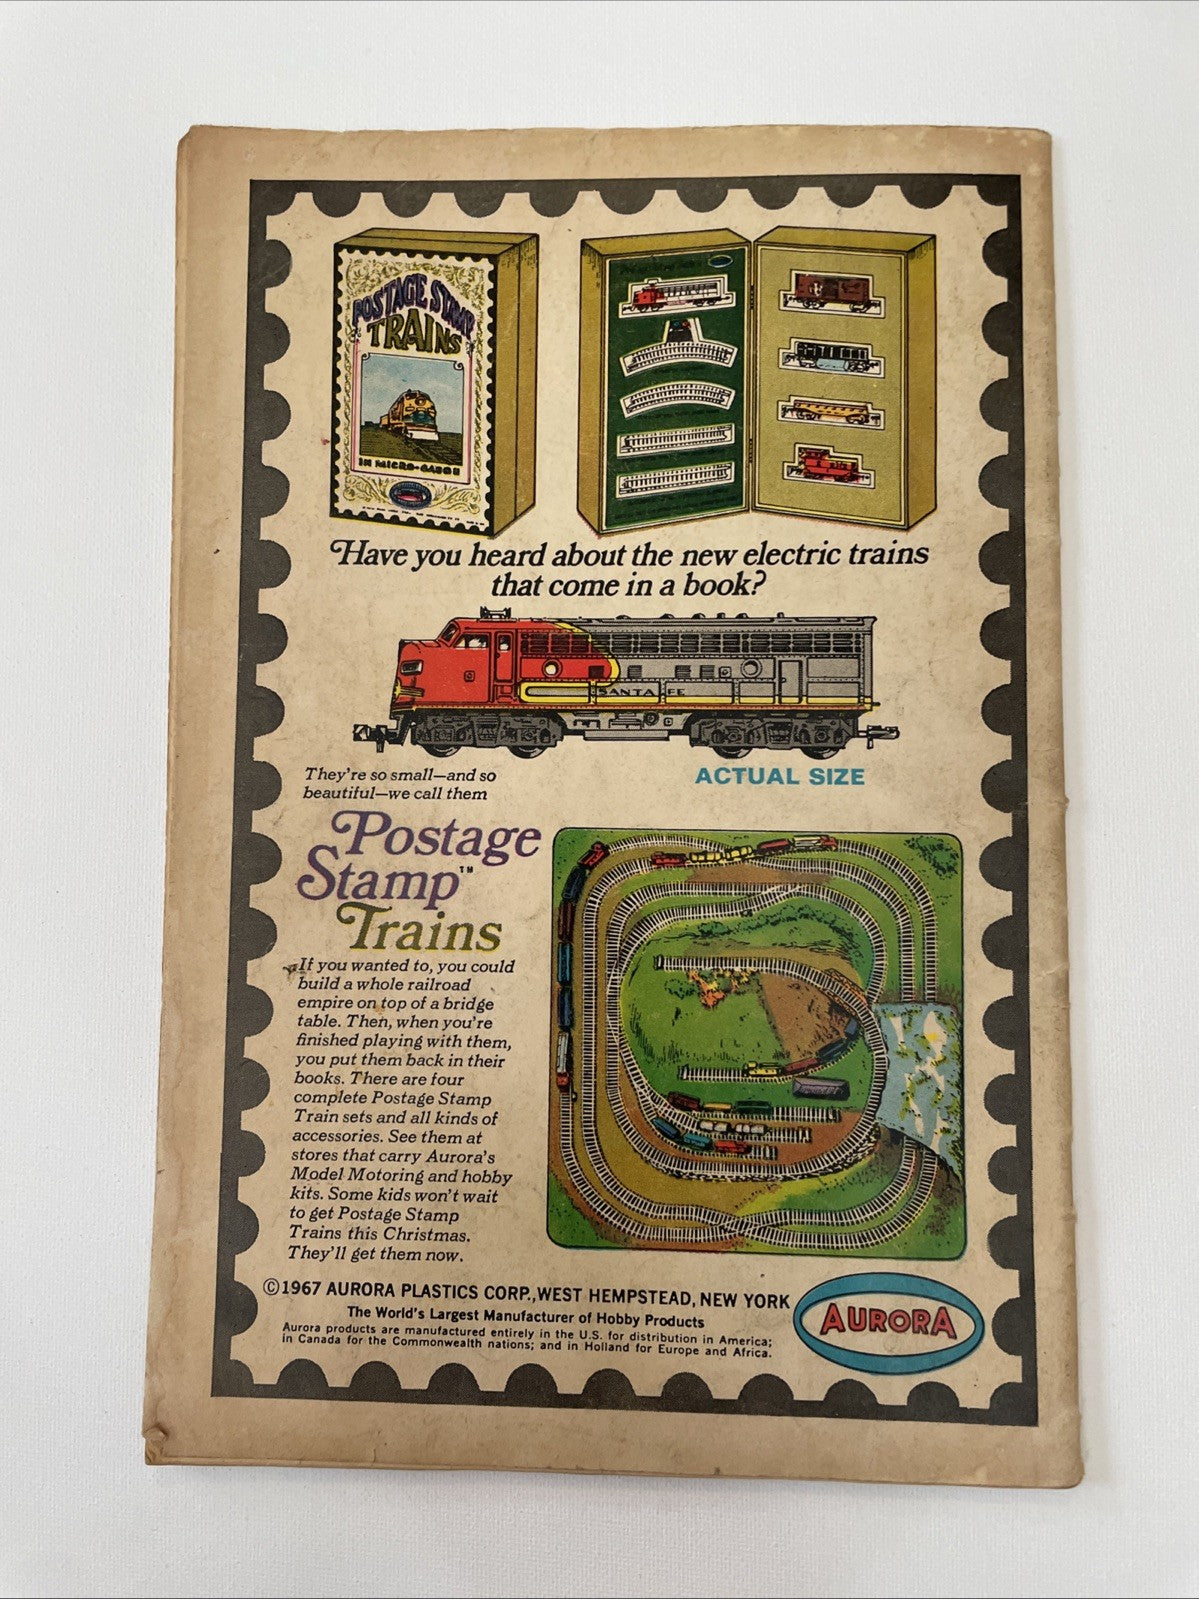 POSTAGE STAMP
TRAINS
IN MICRO-GAUGE
Have you heard about the new electric trains
that come in a book?
SANTA FE
They're so small—and so
beautiful—we call them
ACTUAL SIZE
Postage
Stamp™
Trains
If you wanted to, you could
build a whole railroad
empire on top of a bridge
table. Then, when you're
finished playing with them,
you put them back in their
books. There are four
complete Postage Stamp
Train sets and all kinds of
accessories. See them at
stores that carry Aurora's
Model Motoring and hobby
kits. Some kids won't wait
to get Postage Stamp
Trains this Christmas.
They'll get them now.
©1967 AURORA PLASTICS CORP., WEST HEMPSTEAD, NEW YORK
The World's Largest Manufacturer of Hobby Products
Aurora products are manufactured entirely in the U.S. for distribution in America;
in Canada for the Commonwealth nations; and in Holland for Europe and Africa.
AURORA